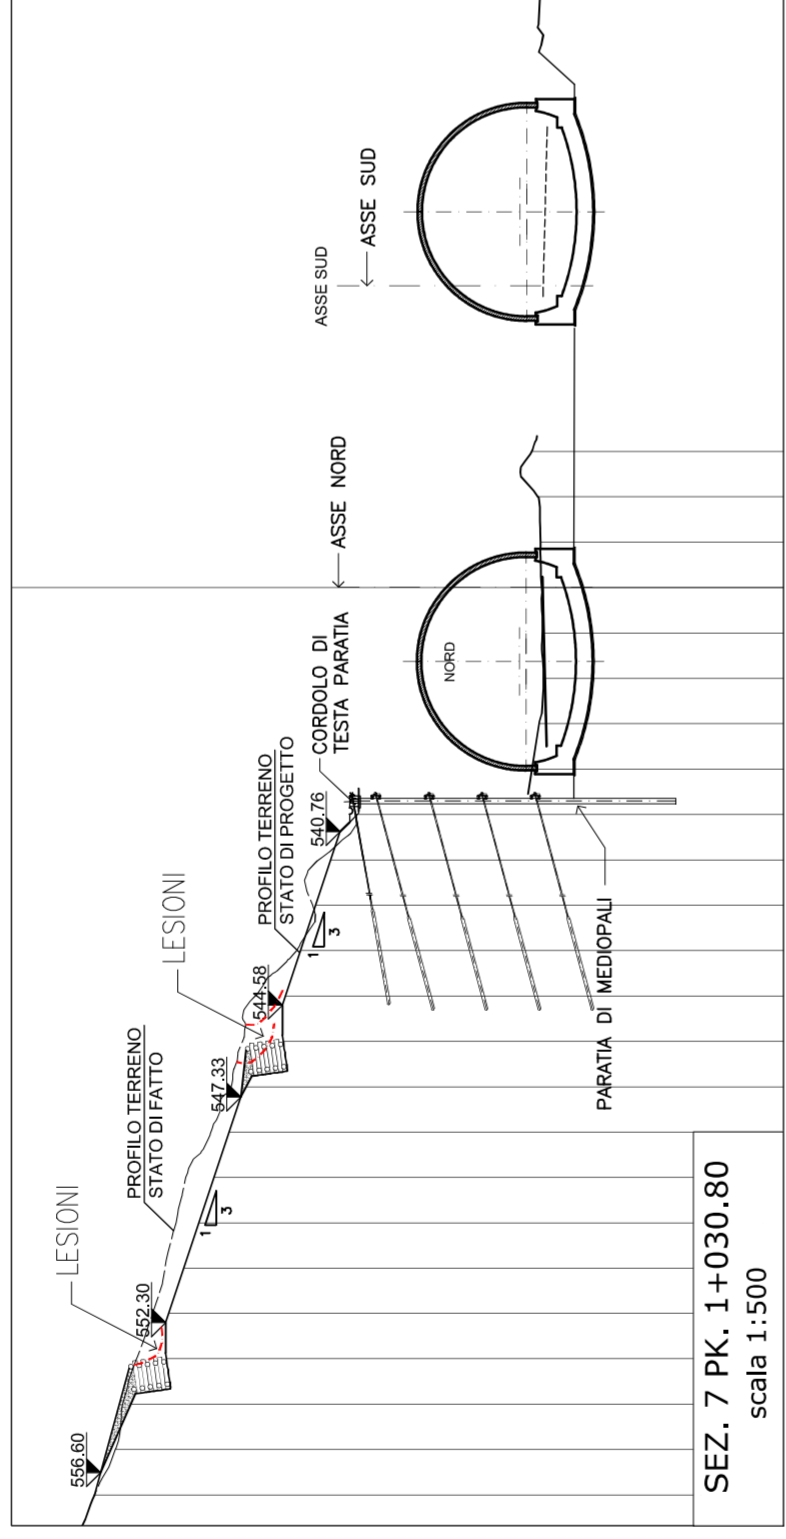 556.60
LESIONI
552.30
PROFILO TERRENO
STATO DI FATTO
1
3
547.33
LESIONI
544.58
PROFILO TERRENO
STATO DI PROGETTO
1
3
540.76
CORDOLO DI
TESTA PARATIA
ASSE NORD
NORD
ASSE SUD
ASSE SUD
PARATIA DI MEDIOPALI
SEZ. 7 PK. 1+030.80
scala 1:500